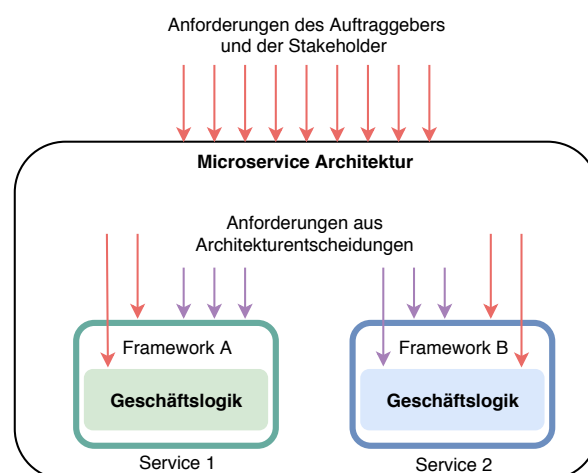 Anforderungen des Auftraggebers
und der Stakeholder
Microservice Architektur
Anforderungen aus
Architekturentscheidungen
Framework A
Framework B
Geschäftslogik
Geschäftslogik
Service 1
Service 2